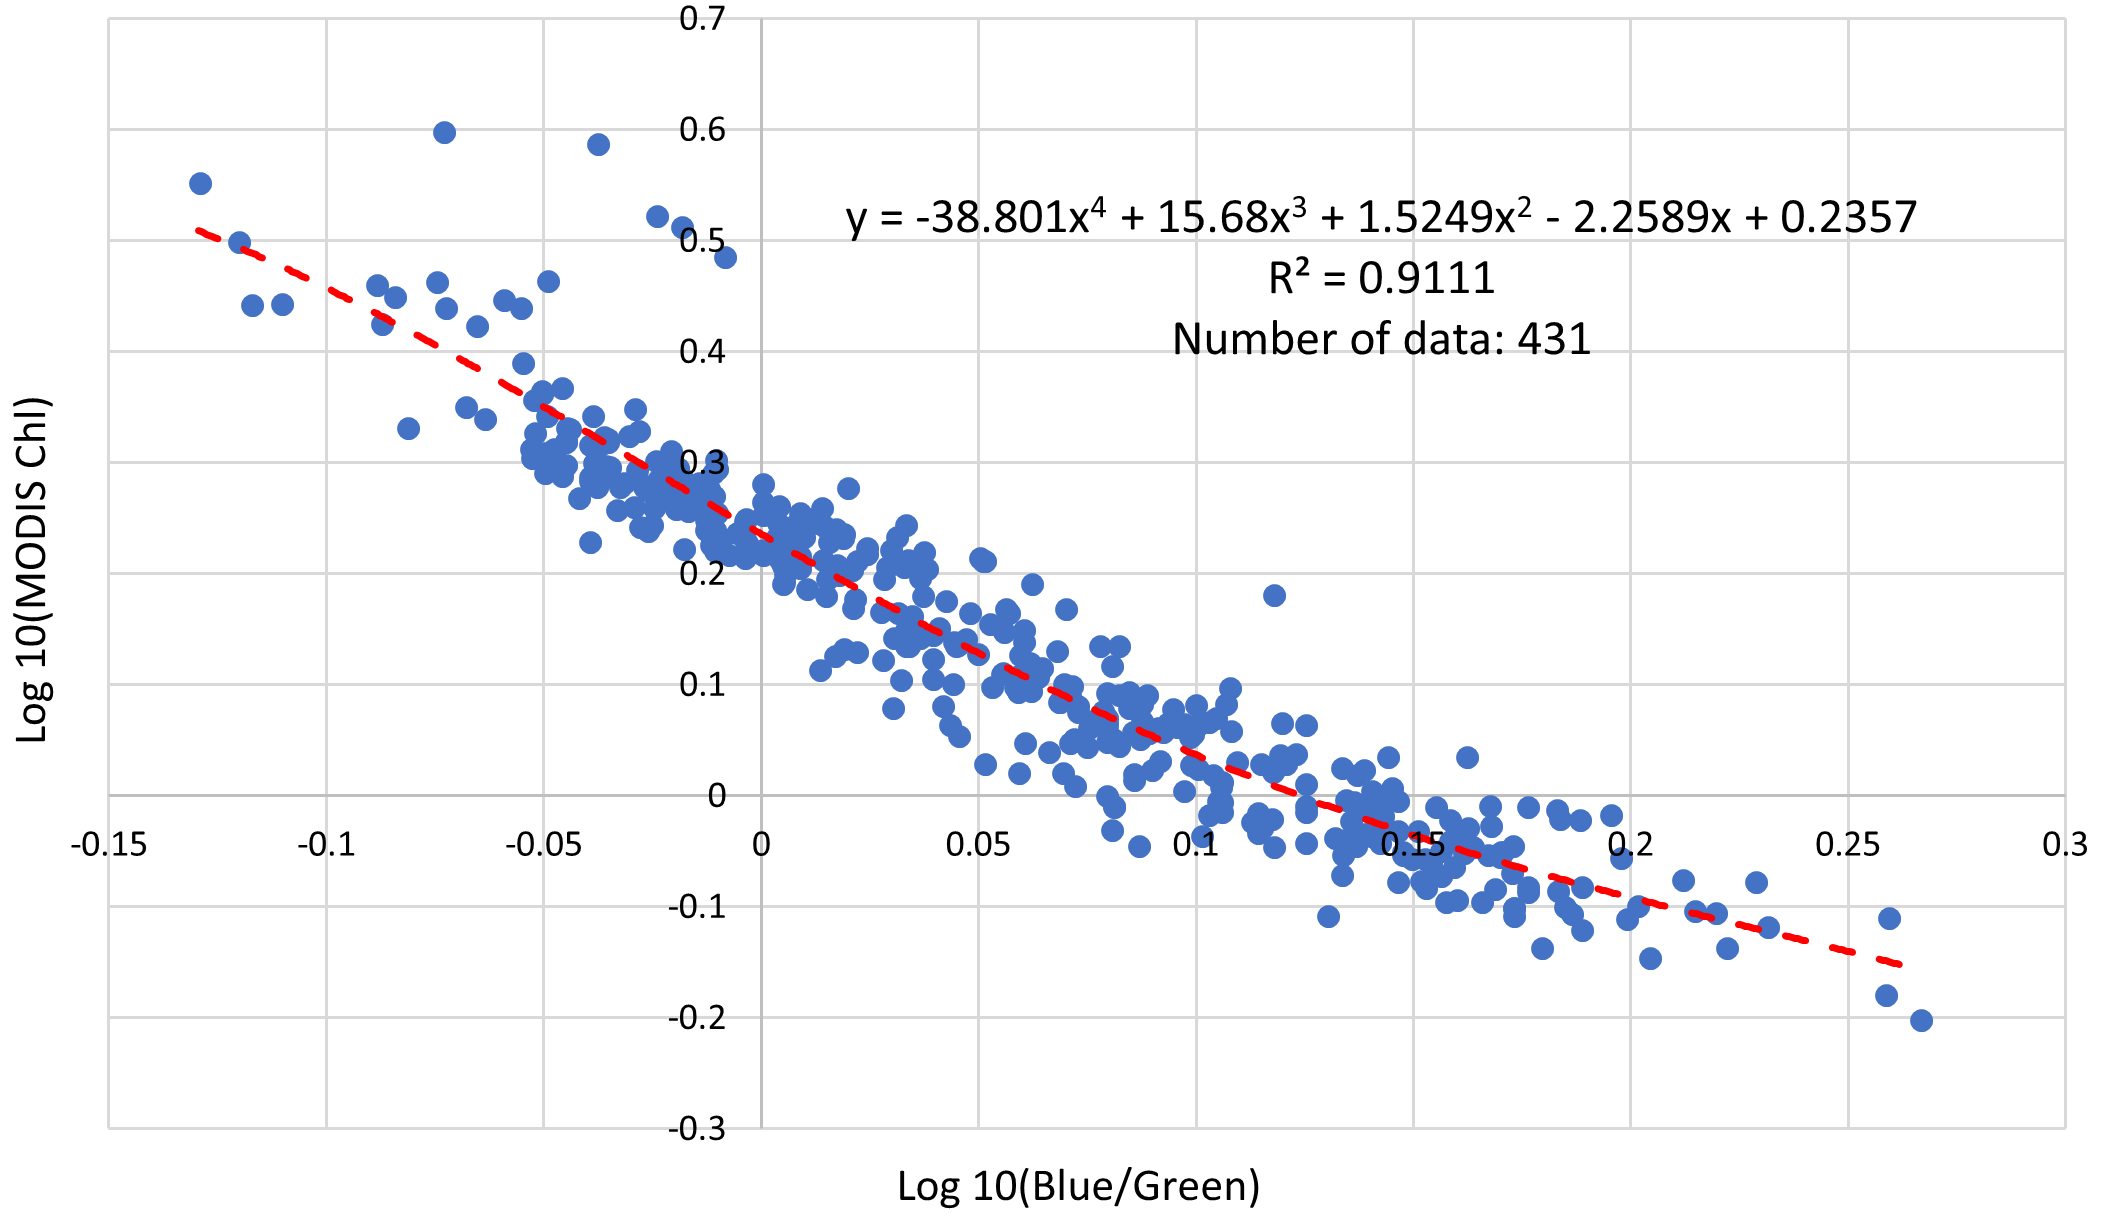 0.7
0.6
0.5
0.4
0.3
0.2
0.1
0
-0.1
-0.2
-0.3
y = -38.801x⁴ + 15.68x³ + 1.5249x² - 2.2589x + 0.2357
R² = 0.9111
Number of data: 431
Log 10(MODIS Chl)
-0.15 -0.1 -0.05 0 0.05 0.1 0.15 0.2 0.25 0.3
Log 10(Blue/Green)